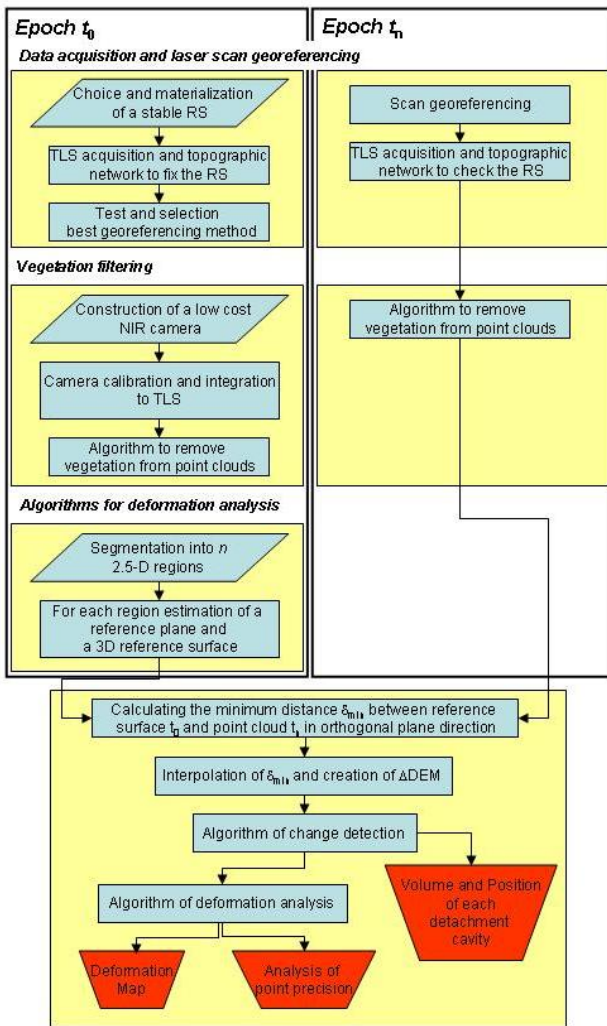 Epoch t0
Epoch tn
Data acquisition and laser scan georeferencing
Choice and materialization
of a stable RS
TLS acquisition and topographic
network to fix the RS
Test and selection
best georeferencing method
Scan georeferencing
TLS acquisition and topographic
network to check the RS
Vegetation filtering
Construction of a low cost
NIR camera
Camera calibration and integration
to TLS
Algorithm to remove
vegetation from point clouds
Algorithm to remove
vegetation from point clouds
Algorithms for deformation analysis
Segmentation into n
2.5-D regions
For each region estimation of a
reference plane and
a 3D reference surface
Calculating the minimum distance δmin between reference
surface t0 and point cloud tn in orthogonal plane direction
Interpolation of δmin and creation of ΔDEM
Algorithm of change detection
Algorithm of deformation analysis
Volume and Position
of each
detachment
cavity
Deformation
Map
Analysis of
point precision